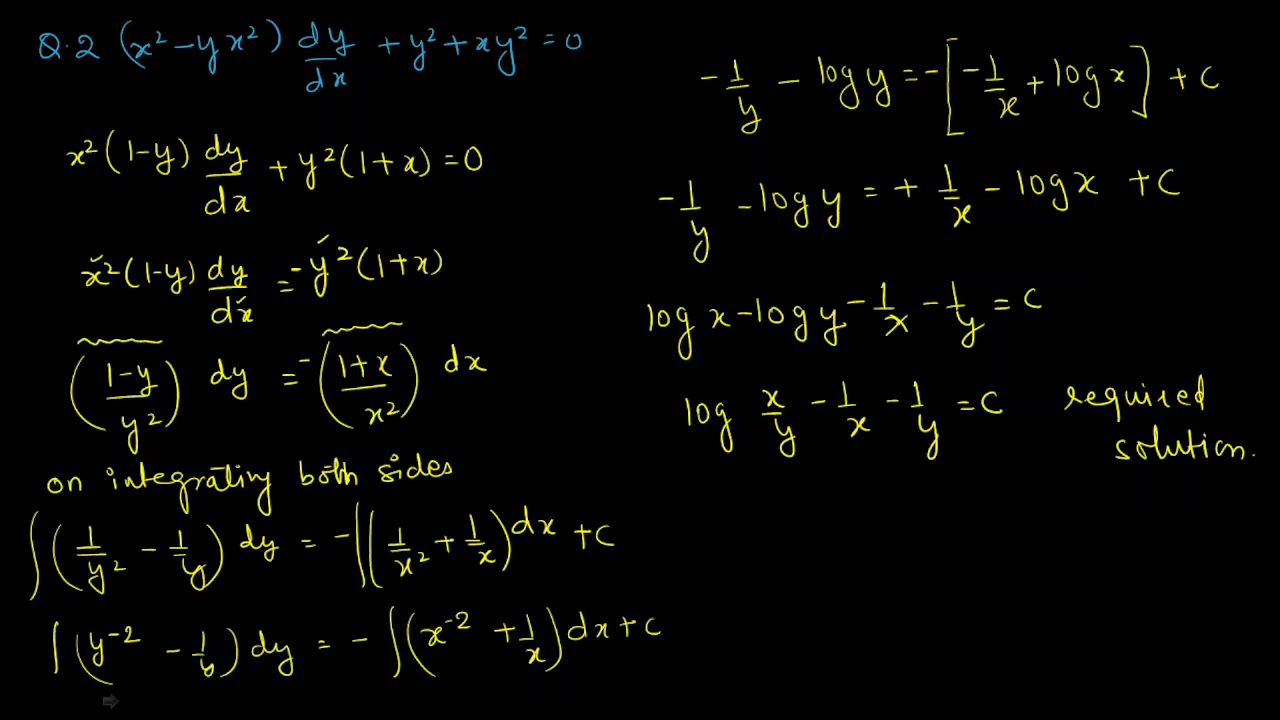 Q.2 (x² - yx²) dy/dx + y² + xy² = 0
x²(1-y) dy/dx + y²(1+x) = 0
x²(1-y) dy/dx = -y²(1+x)
((1-y)/y²) dy = -((1+x)/x²) dx
on integrating both sides
∫(1/y² - 1/y) dy = -∫(1/x² + 1/x) dx + c
∫(y⁻² - 1/y) dy = -∫(x⁻² + 1/x) dx + c
-1/y - log y = -[-1/x + log x] + c
-1/y - log y = + 1/x - log x + c
log x - log y - 1/x - 1/y = c
log x/y - 1/x - 1/y = c required
solution.